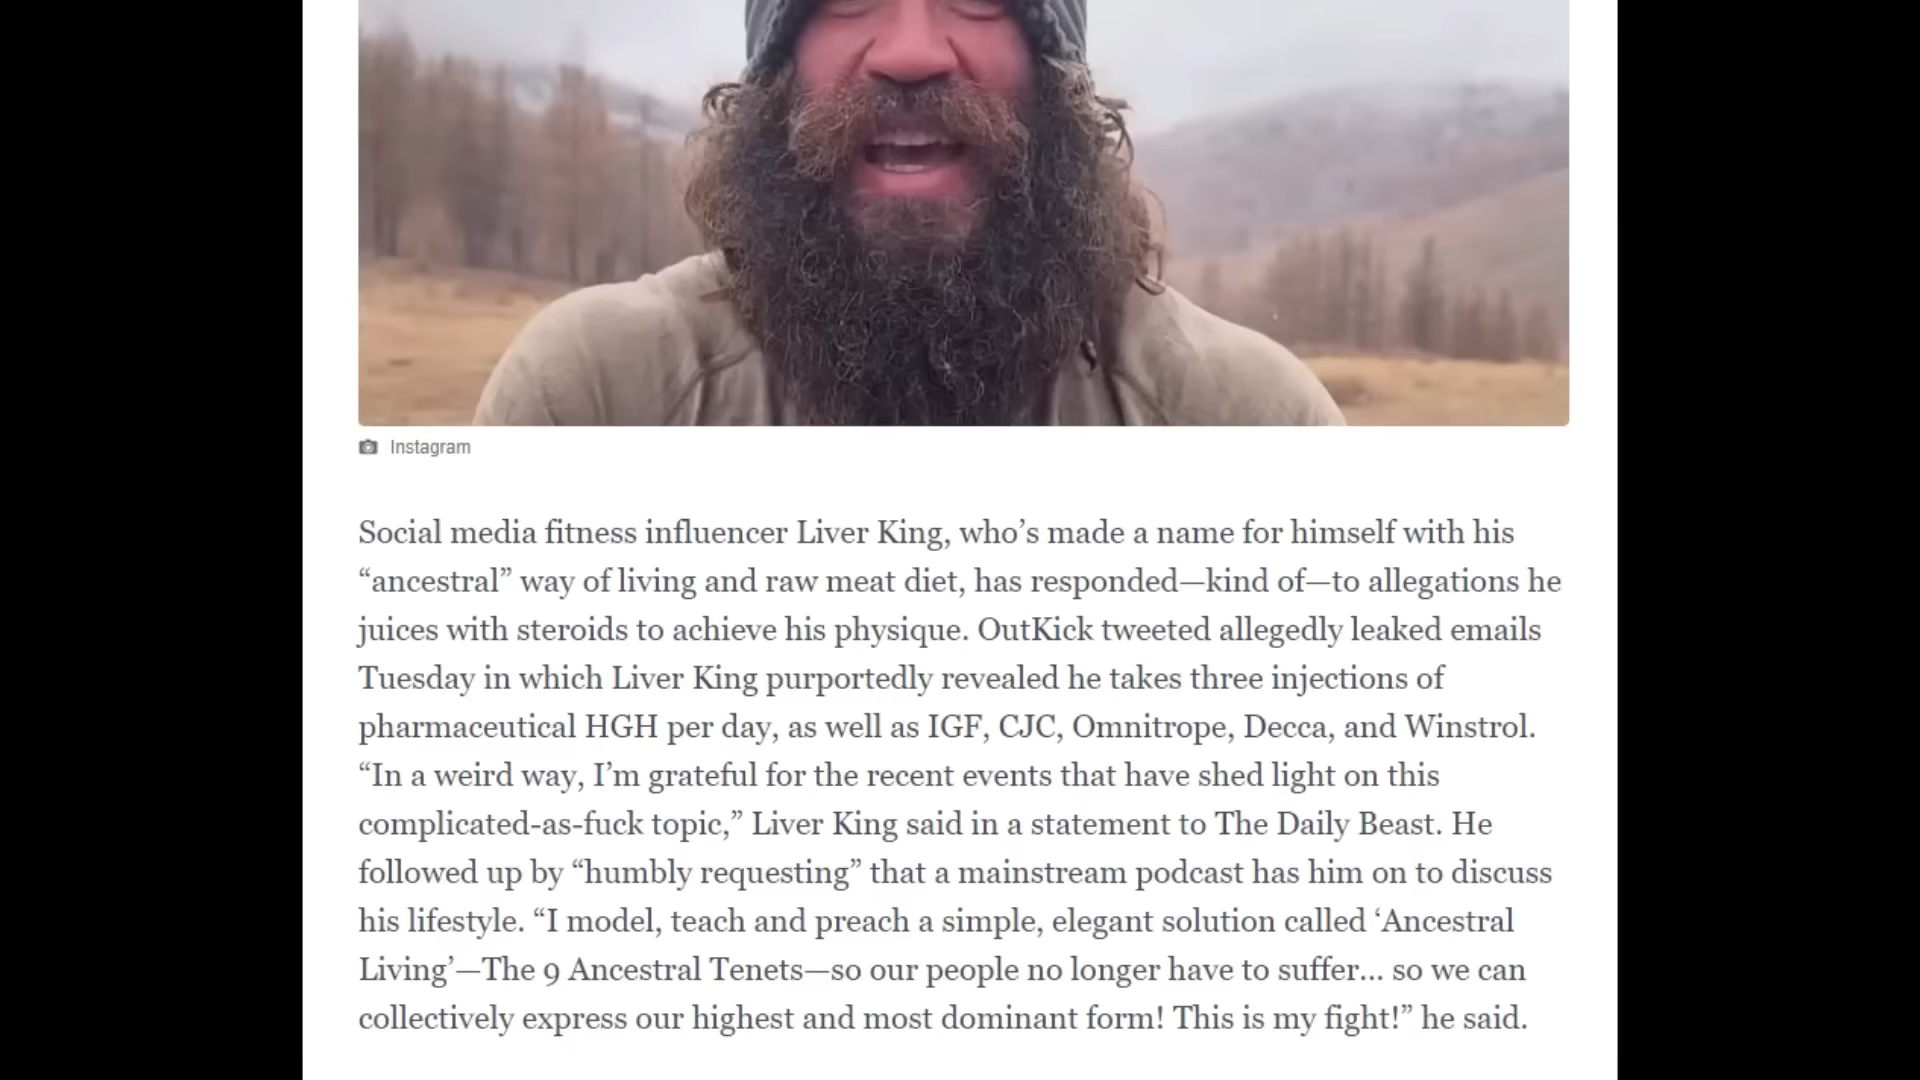 Instagram
Social media fitness influencer Liver King, who’s made a name for himself with his
“ancestral” way of living and raw meat diet, has responded—kind of—to allegations he
juices with steroids to achieve his physique. OutKick tweeted allegedly leaked emails
Tuesday in which Liver King purportedly revealed he takes three injections of
pharmaceutical HGH per day, as well as IGF, CJC, Omnitrope, Decca, and Winstrol.
“In a weird way, I’m grateful for the recent events that have shed light on this
complicated-as-fuck topic,” Liver King said in a statement to The Daily Beast. He
followed up by “humbly requesting” that a mainstream podcast has him on to discuss
his lifestyle. “I model, teach and preach a simple, elegant solution called ‘Ancestral
Living’—The 9 Ancestral Tenets—so our people no longer have to suffer... so we can
collectively express our highest and most dominant form! This is my fight!” he said.